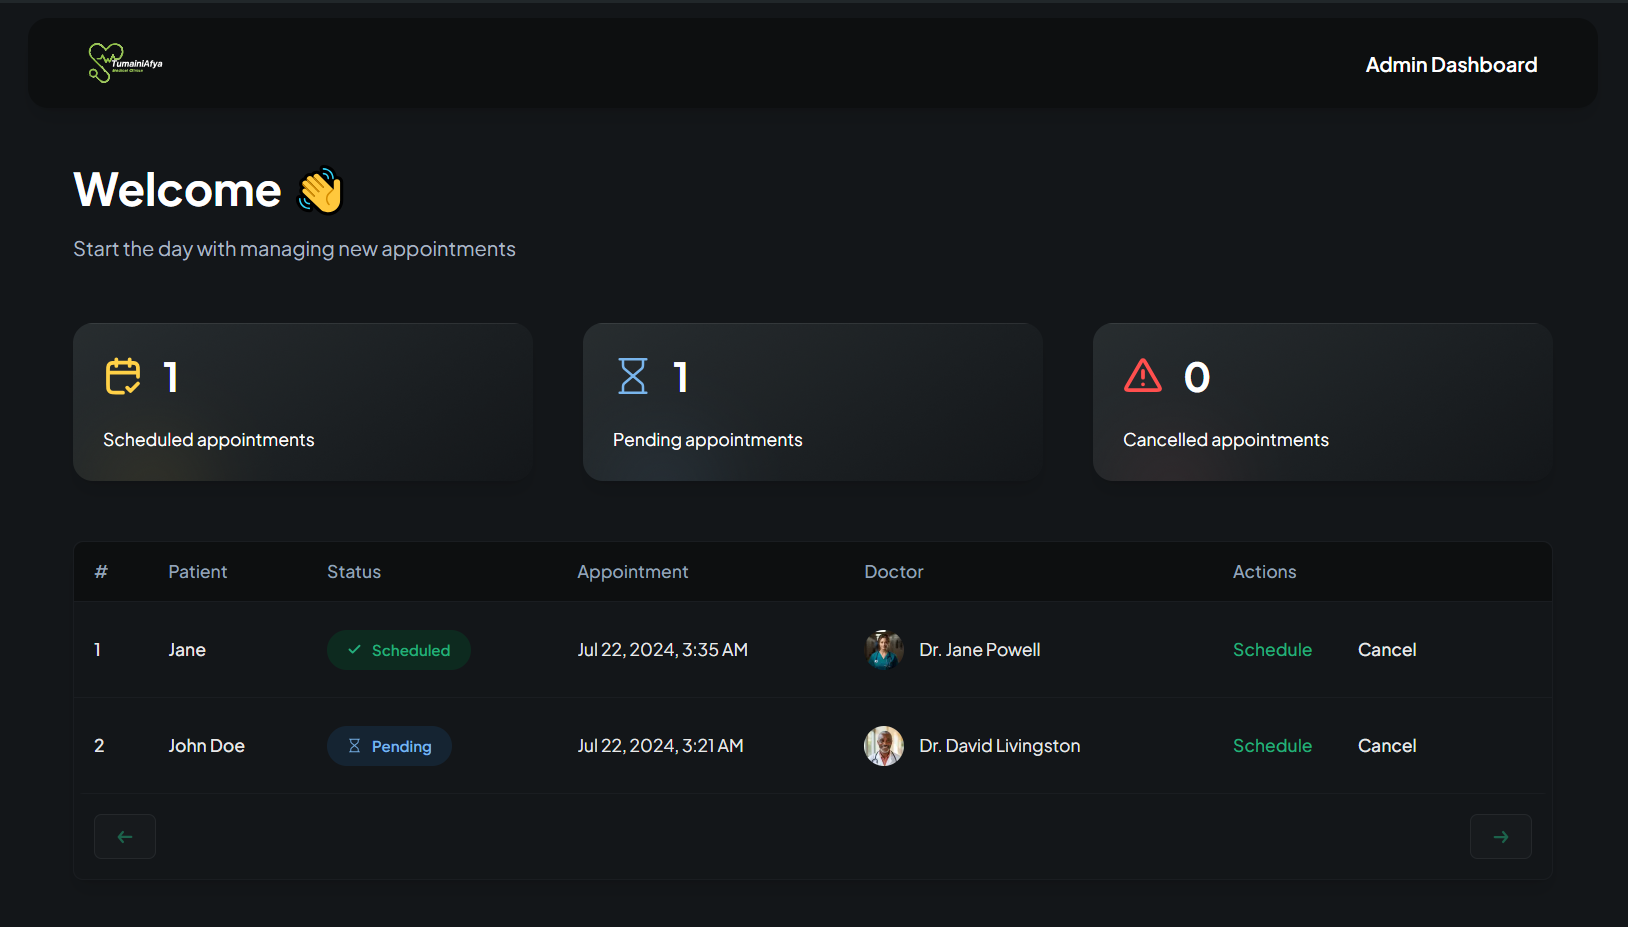 TumainiAfya
Medical Clinics
Admin Dashboard
Welcome 👋
Start the day with managing new appointments
1
Scheduled appointments
1
Pending appointments
0
Cancelled appointments
# Patient Status Appointment Doctor Actions
1 Jane Scheduled Jul 22, 2024, 3:35 AM Dr. Jane Powell Schedule Cancel
2 John Doe Pending Jul 22, 2024, 3:21 AM Dr. David Livingston Schedule Cancel